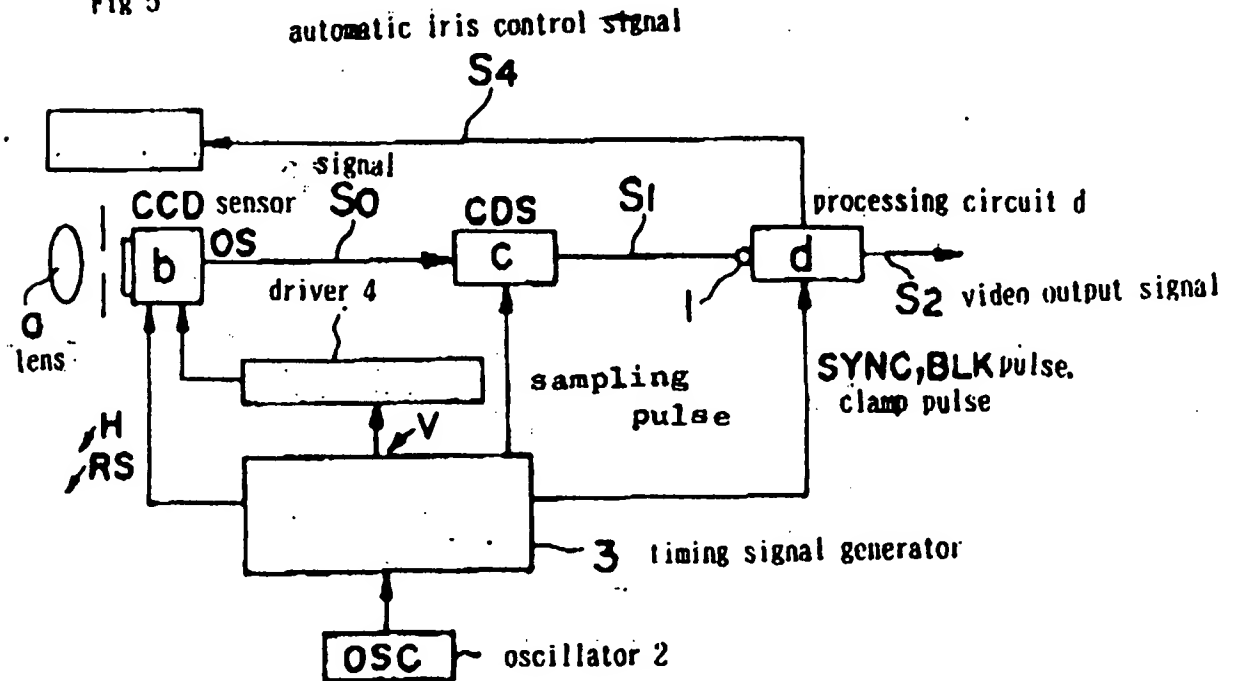 Fig 5
automatic iris control signal
S4
signal
CCD sensor
S0
CDS
S1
processing circuit d
OS
b
c
d
a
lens
driver 4
1
S2 video output signal
sampling
pulse
SYNC,BLK pulse.
clamp pulse
H
RS
V
3 timing signal generator
OSC
oscillator 2